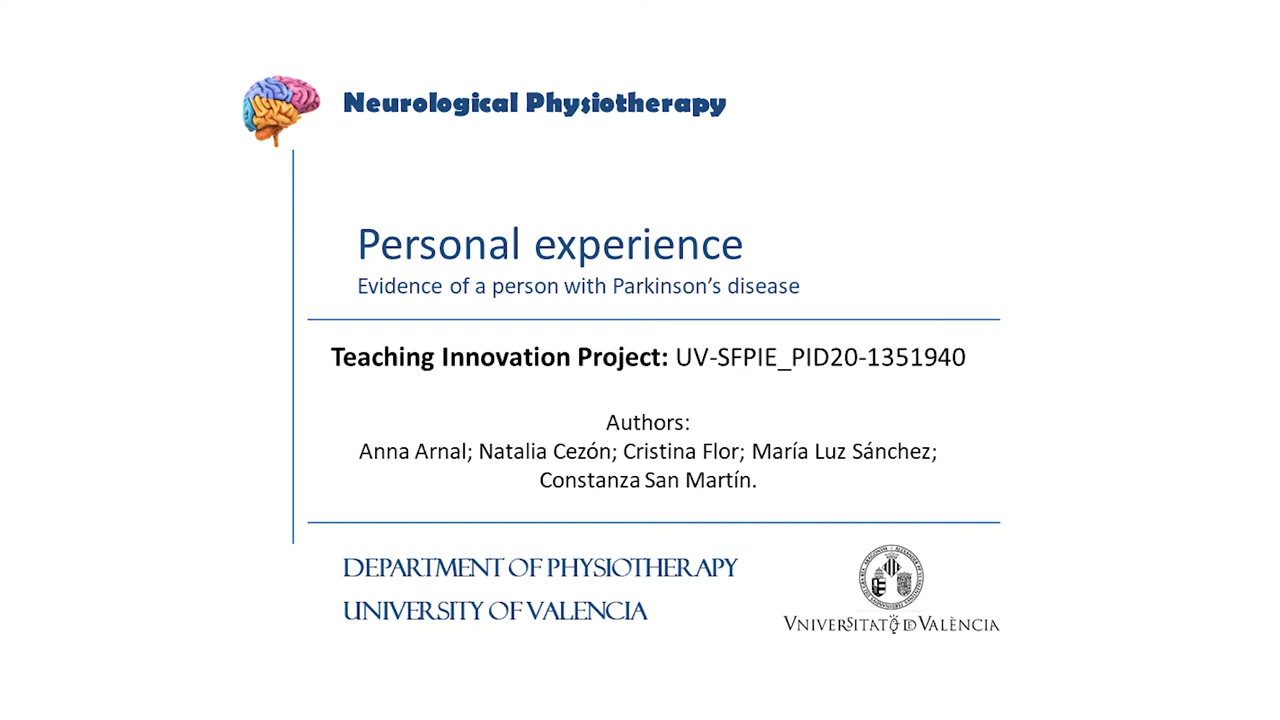 Neurological Physiotherapy
Personal experience
Evidence of a person with Parkinson's disease
Teaching Innovation Project: UV-SFPIE_PID20-1351940
Authors:
Anna Arnal; Natalia Cezón; Cristina Flor; María Luz Sánchez;
Constanza San Martín.
DEPARTMENT OF PHYSIOTHERAPY
UNIVERSITY OF VALENCIA
VNIVERSITATŌ DE VALÈNCIA